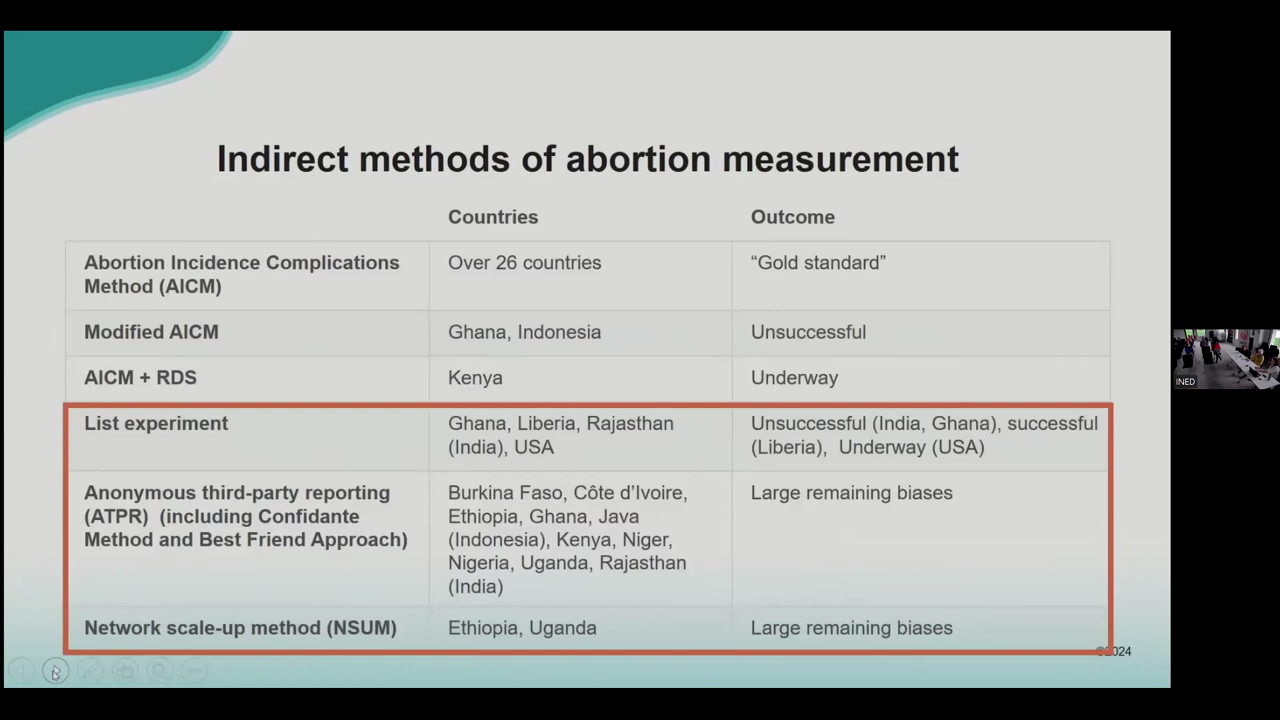 Indirect methods of abortion measurement
Countries
Outcome
Abortion Incidence Complications
Method (AICM)
Over 26 countries
“Gold standard”
Modified AICM
Ghana, Indonesia
Unsuccessful
AICM + RDS
Kenya
Underway
List experiment
Ghana, Liberia, Rajasthan
(India), USA
Unsuccessful (India, Ghana), successful
(Liberia), Underway (USA)
Anonymous third-party reporting
(ATPR) (including Confidante
Method and Best Friend Approach)
Burkina Faso, Côte d’Ivoire,
Ethiopia, Ghana, Java
(Indonesia), Kenya, Niger,
Nigeria, Uganda, Rajasthan
(India)
Large remaining biases
Network scale-up method (NSUM)
Ethiopia, Uganda
Large remaining biases
©2024
INED